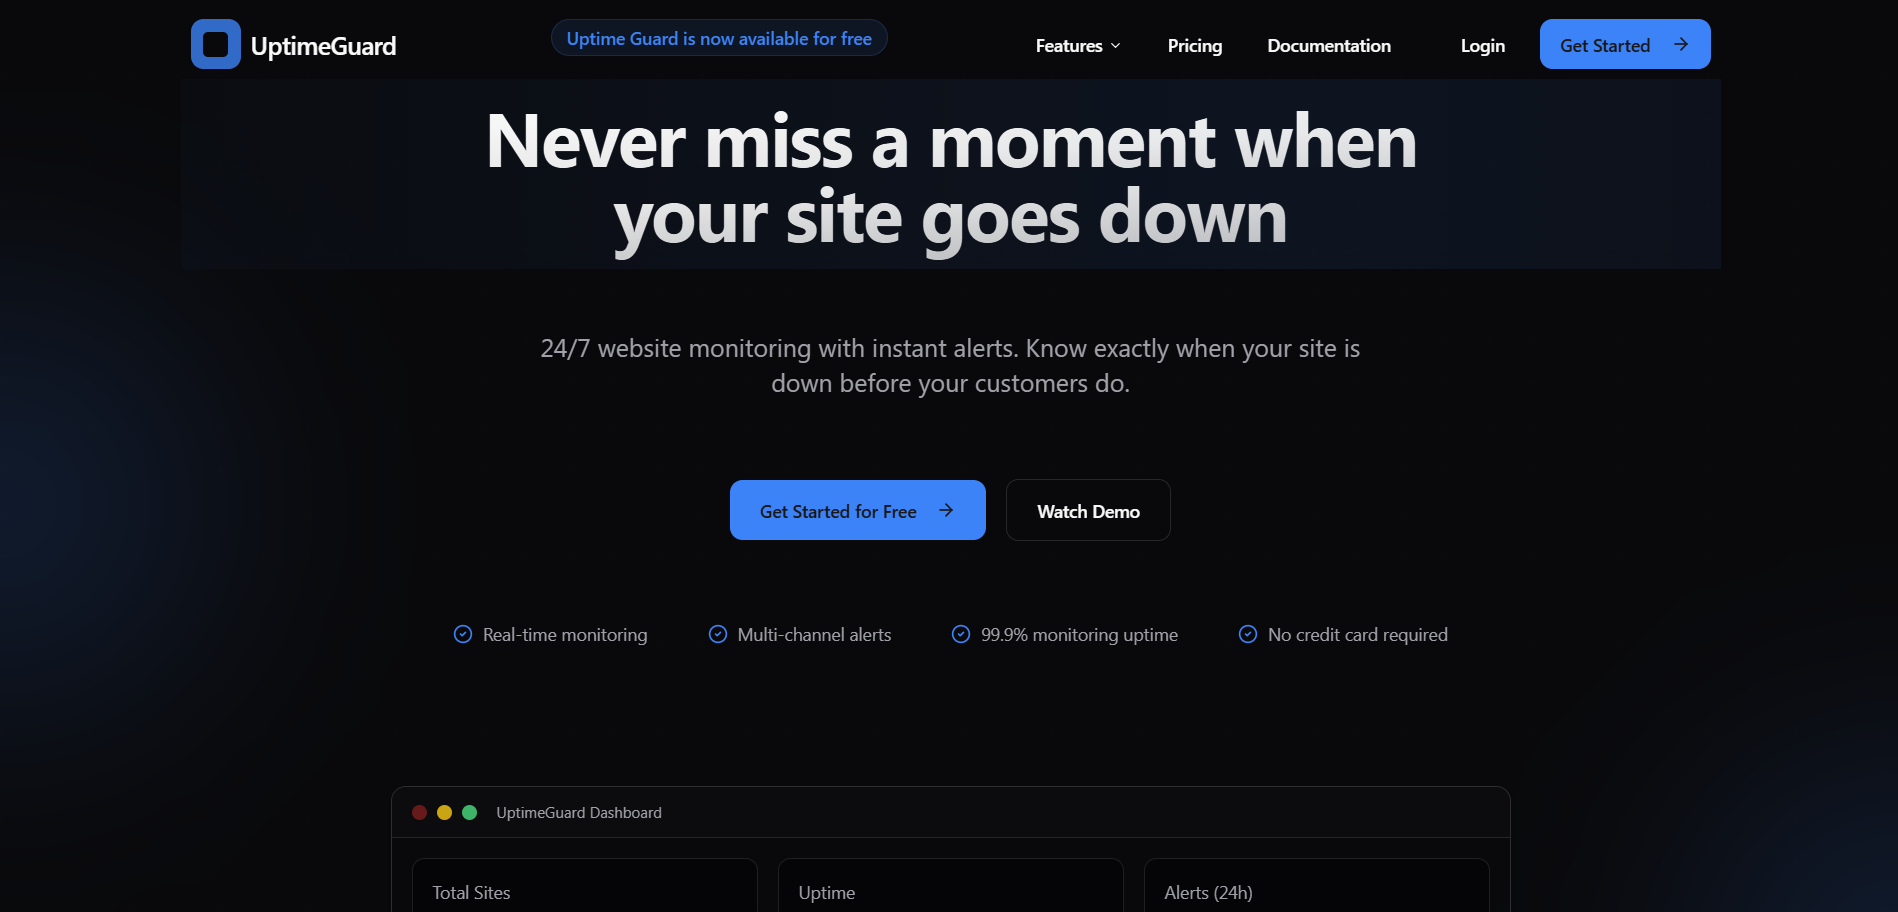 UptimeGuard
Uptime Guard is now available for free
Features
Pricing
Documentation
Login
Get Started
Never miss a moment when
your site goes down
24/7 website monitoring with instant alerts. Know exactly when your site is
down before your customers do.
Get Started for Free
Watch Demo
Real-time monitoring
Multi-channel alerts
99.9% monitoring uptime
No credit card required
UptimeGuard Dashboard
Total Sites
Uptime
Alerts (24h)